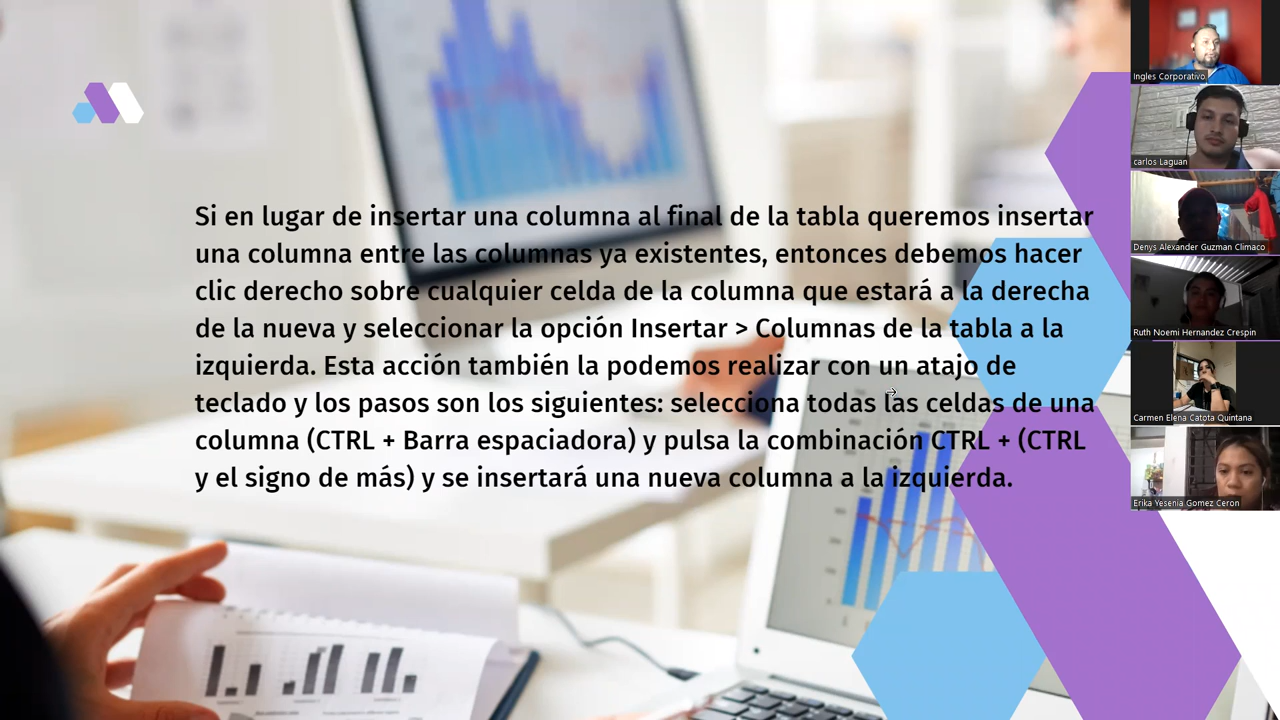 Si en lugar de insertar una columna al final de la tabla queremos insertar
una columna entre las columnas ya existentes, entonces debemos hacer
clic derecho sobre cualquier celda de la columna que estará a la derecha
de la nueva y seleccionar la opción Insertar > Columnas de la tabla a la
izquierda. Esta acción también la podemos realizar con un atajo de
teclado y los pasos son los siguientes: selecciona todas las celdas de una
columna (CTRL + Barra espaciadora) y pulsa la combinación CTRL + (CTRL
y el signo de más) y se insertará una nueva columna a la izquierda.
Ingles Corporativo
carlos Laguan
Denys Alexander Guzman Climaco
Ruth Noemi Hernandez Crespin
Carmen Elena Catota Quintana
Erika Yesenia Gomez Ceron